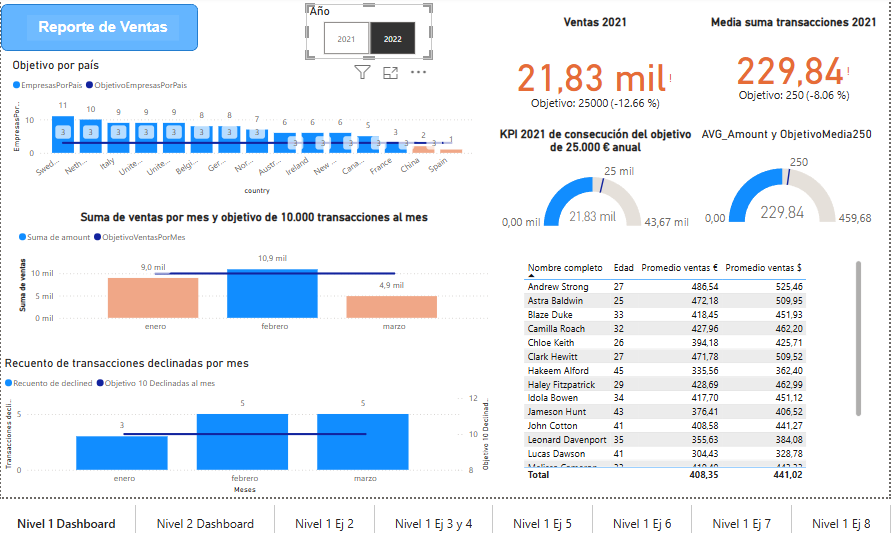 Reporte de Ventas
Año
2021
2022
Ventas 2021
21,83 mil!
Objetivo: 25000 (-12.66 %)
Media suma transacciones 2021
229,84!
Objetivo: 250 (-8.06 %)
Objetivo por país
EmpresasPorPais ObjetivoEmpresasPorPais
EmpresasPor...
10
0
11 10 9 9 9 8 8 7 6 6 6 5 3 2 1
3 3 3 3 3 3 3 3 3 3 3 3 3 3 3
Swed... Neth... Italy Unite... Unite... Belgi... Ger... Nor... Austr... Ireland New ... Cana... France China Spain
country
KPI 2021 de consecución del objetivo
de 25.000 € anual
25 mil
0,00 mil
21,83 mil
43,67 mil
AVG_Amount y ObjetivoMedia250
250
0,00
229,84
459,68
Suma de ventas por mes y objetivo de 10.000 transacciones al mes
Suma de amount ObjetivoVentasPorMes
Suma de ventas
10 mil
5 mil
0 mil
9,0 mil
10,9 mil
4,9 mil
enero febrero marzo
Recuento de transacciones declinadas por mes
Recuento de declined Objetivo 10 Declinadas al mes
Transacciones decli...
5
0
3
5
5
12
10
8
Objetivo 10 Declinad...
enero febrero marzo
Meses
Nombre completo Edad Promedio ventas € Promedio ventas $
Andrew Strong 27 486,54 525,46
Astra Baldwin 25 472,18 509,95
Blaze Duke 33 418,45 451,93
Camilla Roach 32 427,96 462,20
Chloe Keith 26 394,18 425,71
Clark Hewitt 27 471,78 509,52
Hakeem Alford 45 335,56 362,40
Haley Fitzpatrick 29 428,69 462,99
Idola Bowen 34 417,70 451,12
Jameson Hunt 43 376,41 406,52
John Cotton 41 408,58 441,27
Leonard Davenport 35 355,63 384,08
Lucas Dawson 41 304,43 328,78
Total 408,35 441,02
Nivel 1 Dashboard
Nivel 2 Dashboard
Nivel 1 Ej 2
Nivel 1 Ej 3 y 4
Nivel 1 Ej 5
Nivel 1 Ej 6
Nivel 1 Ej 7
Nivel 1 Ej 8